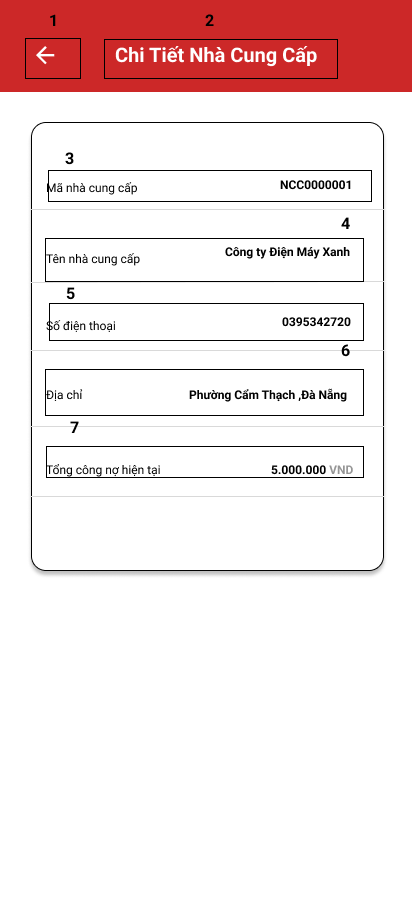 1
2
Chi Tiết Nhà Cung Cấp
3
Mã nhà cung cấp NCC0000001
4
Tên nhà cung cấp Công ty Điện Máy Xanh
5
Số điện thoại 0395342720
6
Địa chỉ Phường Cẩm Thạch ,Đà Nẵng
7
Tổng công nợ hiện tại 5.000.000 VND